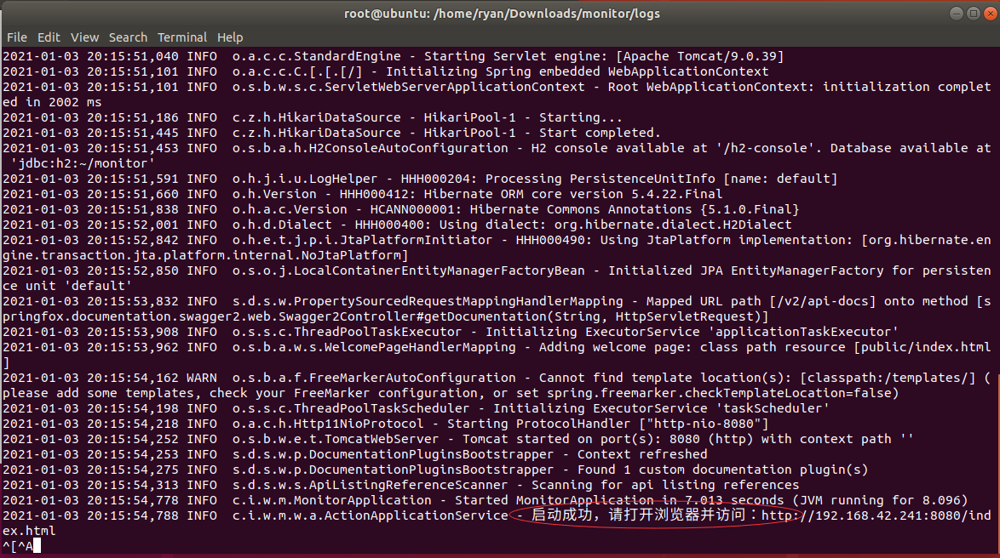 root@ubuntu: /home/ryan/Downloads/monitor/logs
File Edit View Search Terminal Help
2021-01-03 20:15:51,040 INFO  o.a.c.c.StandardEngine - Starting Servlet engine: [Apache Tomcat/9.0.39]
2021-01-03 20:15:51,101 INFO  o.a.c.c.C.[.[.[/] - Initializing Spring embedded WebApplicationContext
2021-01-03 20:15:51,101 INFO  o.s.b.w.s.c.ServletWebServerApplicationContext - Root WebApplicationContext: initialization complet
ed in 2002 ms
2021-01-03 20:15:51,186 INFO  c.z.h.HikariDataSource - HikariPool-1 - Starting...
2021-01-03 20:15:51,445 INFO  c.z.h.HikariDataSource - HikariPool-1 - Start completed.
2021-01-03 20:15:51,453 INFO  o.s.b.a.h.H2ConsoleAutoConfiguration - H2 console available at '/h2-console'. Database available at
 'jdbc:h2:~/monitor'
2021-01-03 20:15:51,591 INFO  o.h.j.i.u.LogHelper - HHH000204: Processing PersistenceUnitInfo [name: default]
2021-01-03 20:15:51,660 INFO  o.h.Version - HHH000412: Hibernate ORM core version 5.4.22.Final
2021-01-03 20:15:51,838 INFO  o.h.a.c.Version - HCANN000001: Hibernate Commons Annotations {5.1.0.Final}
2021-01-03 20:15:52,001 INFO  o.h.d.Dialect - HHH000400: Using dialect: org.hibernate.dialect.H2Dialect
2021-01-03 20:15:52,842 INFO  o.h.e.t.j.p.i.JtaPlatformInitiator - HHH000490: Using JtaPlatform implementation: [org.hibernate.en
gine.transaction.jta.platform.internal.NoJtaPlatform]
2021-01-03 20:15:52,850 INFO  o.s.o.j.LocalContainerEntityManagerFactoryBean - Initialized JPA EntityManagerFactory for persisten
ce unit 'default'
2021-01-03 20:15:53,832 INFO  s.d.s.w.PropertySourcedRequestMappingHandlerMapping - Mapped URL path [/v2/api-docs] onto method [s
pringfox.documentation.swagger2.web.Swagger2Controller#getDocumentation(String, HttpServletRequest)]
2021-01-03 20:15:53,908 INFO  o.s.s.c.ThreadPoolTaskExecutor - Initializing ExecutorService 'applicationTaskExecutor'
2021-01-03 20:15:53,962 INFO  o.s.b.a.w.s.WelcomePageHandlerMapping - Adding welcome page: class path resource [public/index.html
]
2021-01-03 20:15:54,162 WARN  o.s.b.a.f.FreeMarkerAutoConfiguration - Cannot find template location(s): [classpath:/templates/] (
please add some templates, check your FreeMarker configuration, or set spring.freemarker.checkTemplateLocation=false)
2021-01-03 20:15:54,198 INFO  o.s.s.c.ThreadPoolTaskScheduler - Initializing ExecutorService 'taskScheduler'
2021-01-03 20:15:54,218 INFO  o.a.c.h.Http11NioProtocol - Starting ProtocolHandler ["http-nio-8080"]
2021-01-03 20:15:54,252 INFO  o.s.b.w.e.t.TomcatWebServer - Tomcat started on port(s): 8080 (http) with context path ''
2021-01-03 20:15:54,253 INFO  s.d.s.w.p.DocumentationPluginsBootstrapper - Context refreshed
2021-01-03 20:15:54,275 INFO  s.d.s.w.p.DocumentationPluginsBootstrapper - Found 1 custom documentation plugin(s)
2021-01-03 20:15:54,313 INFO  s.d.s.w.s.ApiListingReferenceScanner - Scanning for api listing references
2021-01-03 20:15:54,778 INFO  c.i.w.m.MonitorApplication - Started MonitorApplication in 7.013 seconds (JVM running for 8.096)
2021-01-03 20:15:54,788 INFO  c.i.w.m.w.a.ActionApplicationService - 启动成功，请打开浏览器并访问：http://192.168.42.241:8080/ind
ex.html
^[^A